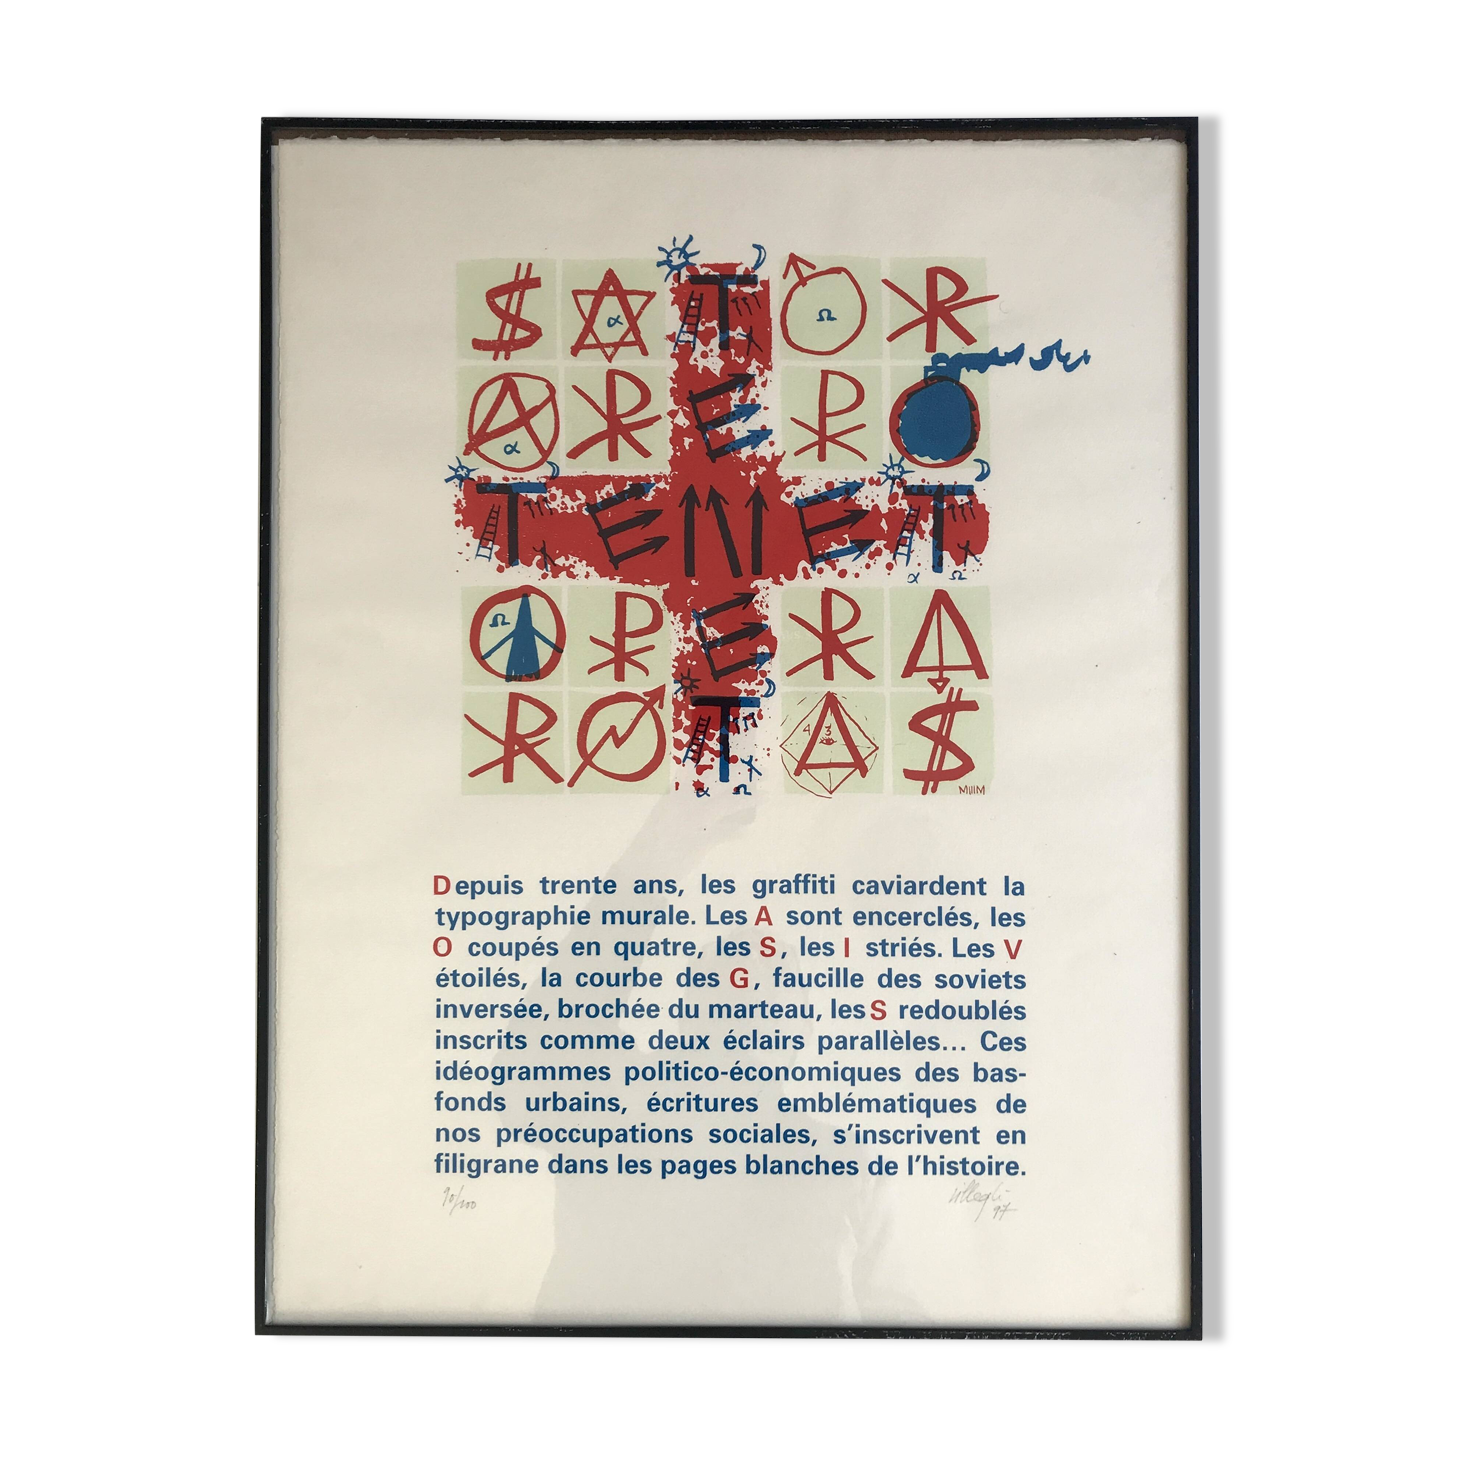 SATOR
AREPO
TENET
OPERA
ROTAS
MIIIM
Depuis trente ans, les graffiti caviardent la
typographie murale. Les A sont encerclés, les
O coupés en quatre, les S, les I striés. Les V
étoilés, la courbe des G, faucille des soviets
inversée, brochée du marteau, les S redoublés
inscrits comme deux éclairs parallèles... Ces
idéogrammes politico-économiques des bas-
fonds urbains, écritures emblématiques de
nos préoccupations sociales, s'inscrivent en
filigrane dans les pages blanches de l'histoire.
90/100 Villeglé
97